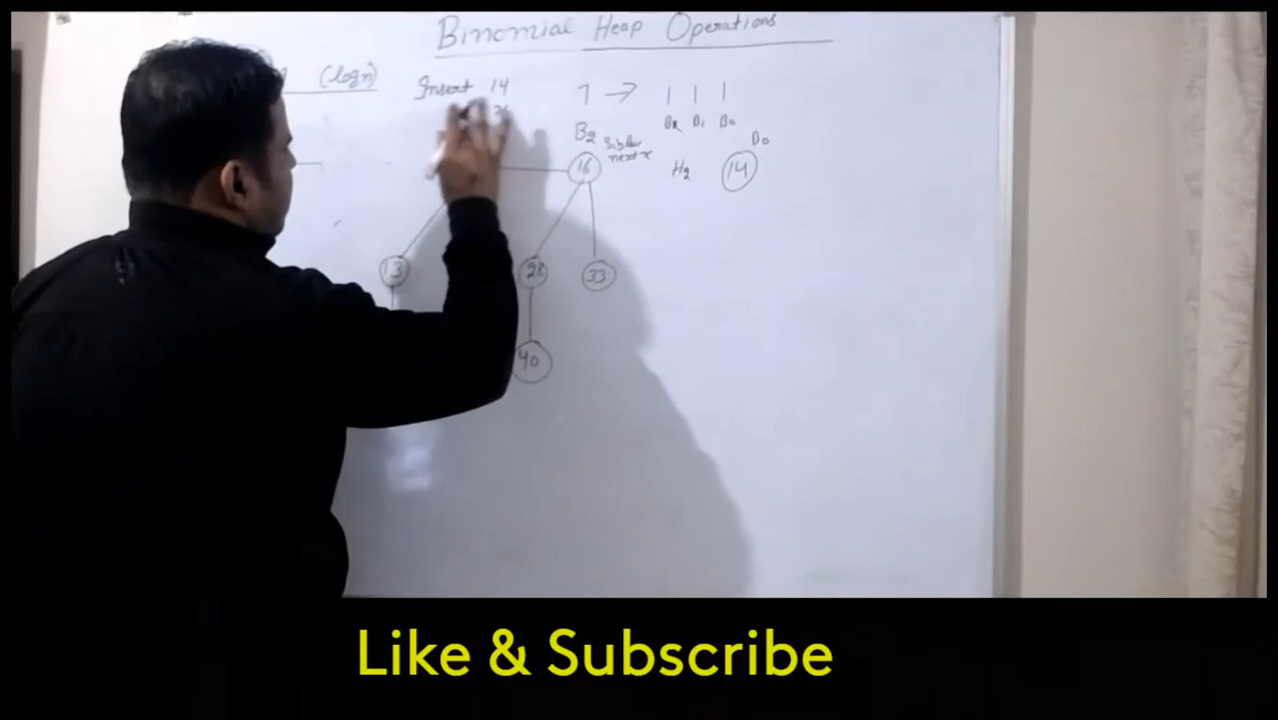 Binomial Heap Operations
(logn)
Insert 14
7 → 1 1 1
B2 B1 B0
B2
B0
next x
16
H2
14
13
28
33
40
Like & Subscribe